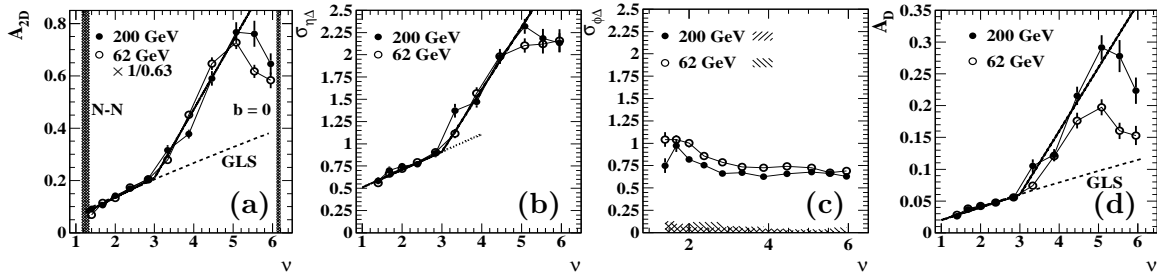 A2D
0.8
0.6
0.4
0.2
0
200 GeV
62 GeV
× 1/0.63
N-N
b = 0
GLS
(a)
1 2 3 4 5 6
ν
σηΔ
2.5
2.25
2
1.75
1.5
1.25
1
0.75
0.5
0.25
0
200 GeV
62 GeV
(b)
1 2 3 4 5 6
ν
σϕΔ
2.5
2.25
2
1.75
1.5
1.25
1
0.75
0.5
0.25
0
200 GeV
62 GeV
(c)
2 4 6
ν
AD
0.35
0.3
0.25
0.2
0.15
0.1
0.05
0
200 GeV
62 GeV
GLS
(d)
1 2 3 4 5 6
ν